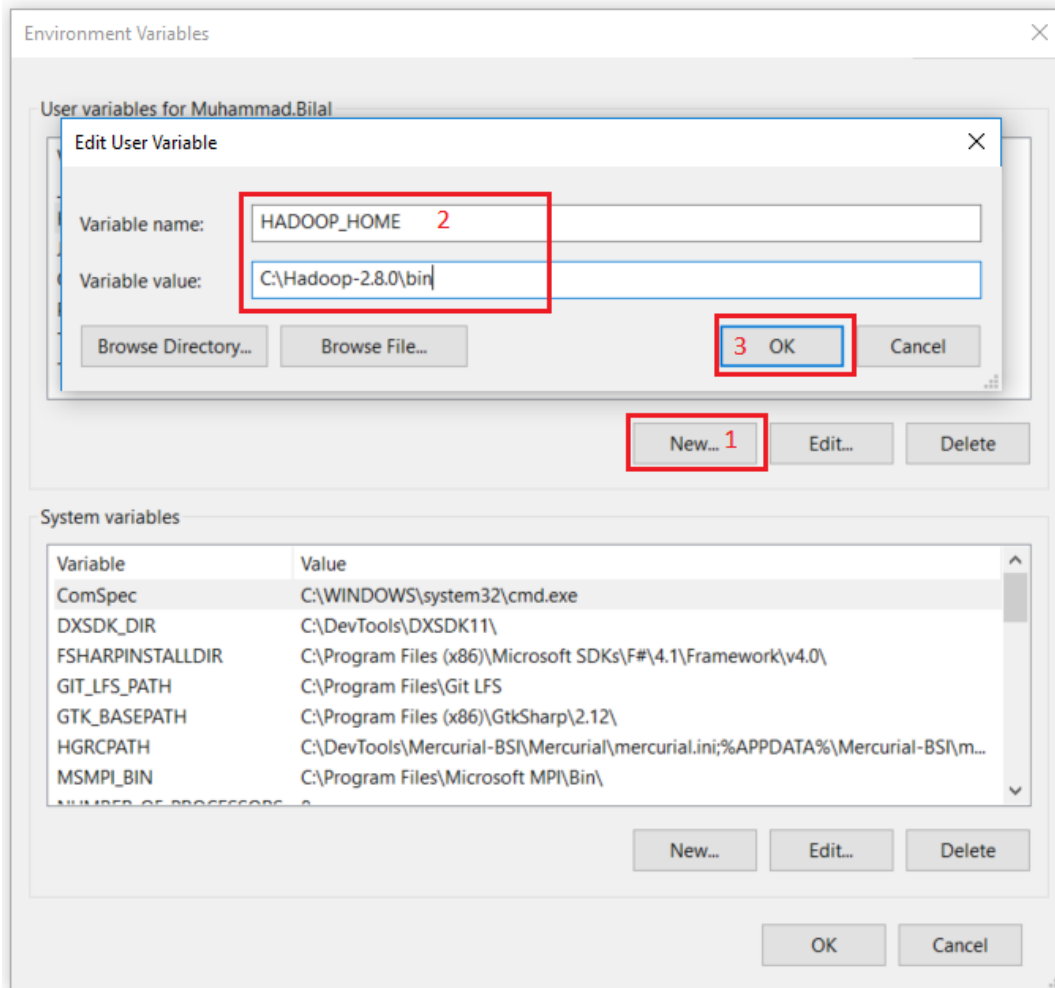 Environment Variables
User variables for Muhammad.Bilal
Edit User Variable
Variable name: HADOOP_HOME 2
Variable value: C:\Hadoop-2.8.0\bin
Browse Directory... Browse File... 3 OK Cancel
New... 1 Edit... Delete
System variables
Variable Value
ComSpec C:\WINDOWS\system32\cmd.exe
DXSDK_DIR C:\DevTools\DXSDK11\
FSHARPINSTALLDIR C:\Program Files (x86)\Microsoft SDKs\F#\4.1\Framework\v4.0\
GIT_LFS_PATH C:\Program Files\Git LFS
GTK_BASEPATH C:\Program Files (x86)\GtkSharp\2.12\
HGRCPATH C:\DevTools\Mercurial-BSI\Mercurial\mercurial.ini;%APPDATA%\Mercurial-BSI\m...
MSMPI_BIN C:\Program Files\Microsoft MPI\Bin\
NUMBER_OF_PROCESSORS
New... Edit... Delete
OK Cancel